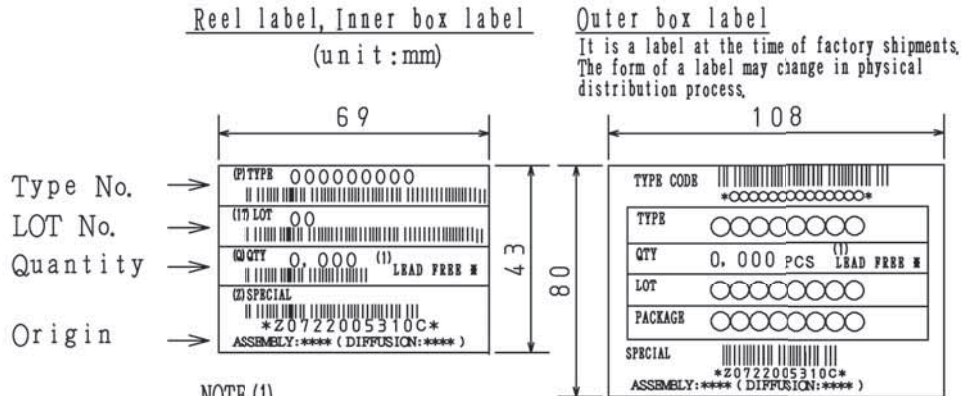 Reel label, Inner box label
(unit:mm)
Outer box label
It is a label at the time of factory shipments.
The form of a label may change in physical
distribution process.
69
108
Type No.
LOT No.
Quantity
Origin
(P) TYPE OOOOOOOOO
(1T) LOT OO
(Q) QTY 0,000 (1) LEAD FREE *
(Z) SPECIAL
*Z0722005310C*
ASSEMBLY:**** (DIFFUSION:****)
43
80
TYPE CODE
*OOOOOOOOOOOOOO*
TYPE OOOOOOOO
QTY 0,000 PCS (1) LEAD FREE *
LOT OOOOOOOO
PACKAGE OOOOOOOO
SPECIAL
*Z0722005310C*
ASSEMBLY:**** (DIFFUSION:****)
NOTE (1)